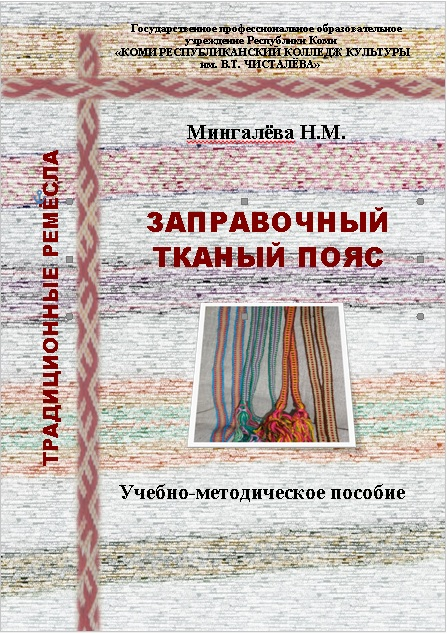 Государственное профессиональное образовательное
учреждение Республики Коми
«КОМИ РЕСПУБЛИКАНСКИЙ КОЛЛЕДЖ КУЛЬТУРЫ
им. В.Т. ЧИСТАЛЁВА»
Мингалёва Н.М.
ТРАДИЦИОННЫЕ РЕМЕСЛА
ЗАПРАВОЧНЫЙ
ТКАНЫЙ ПОЯС
Учебно-методическое пособие